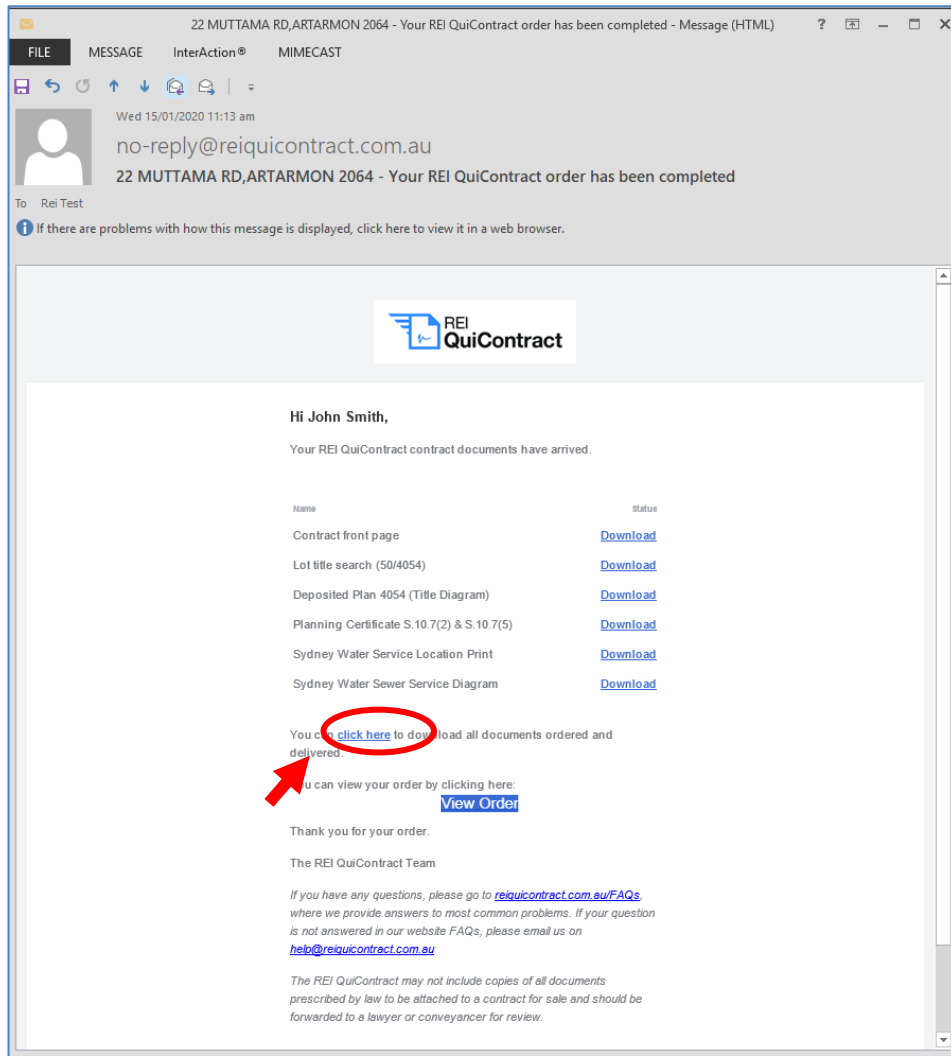 22 MUTTAMA RD,ARTARMON 2064 - Your REI QuiContract order has been completed - Message (HTML)
FILE MESSAGE InterAction® MIMECAST
Wed 15/01/2020 11:13 am
no-reply@reiquicontract.com.au
22 MUTTAMA RD,ARTARMON 2064 - Your REI QuiContract order has been completed
To Rei Test
If there are problems with how this message is displayed, click here to view it in a web browser.
REI
QuiContract
Hi John Smith,
Your REI QuiContract contract documents have arrived.
Name Status
Contract front page Download
Lot title search (50/4054) Download
Deposited Plan 4054 (Title Diagram) Download
Planning Certificate S.10.7(2) & S.10.7(5) Download
Sydney Water Service Location Print Download
Sydney Water Sewer Service Diagram Download
You can click here to download all documents ordered and
delivered.
You can view your order by clicking here:
View Order
Thank you for your order.
The REI QuiContract Team
If you have any questions, please go to reiquicontract.com.au/FAQs,
where we provide answers to most common problems. If your question
is not answered in our website FAQs, please email us on
help@reiquicontract.com.au
The REI QuiContract may not include copies of all documents
prescribed by law to be attached to a contract for sale and should be
forwarded to a lawyer or conveyancer for review.